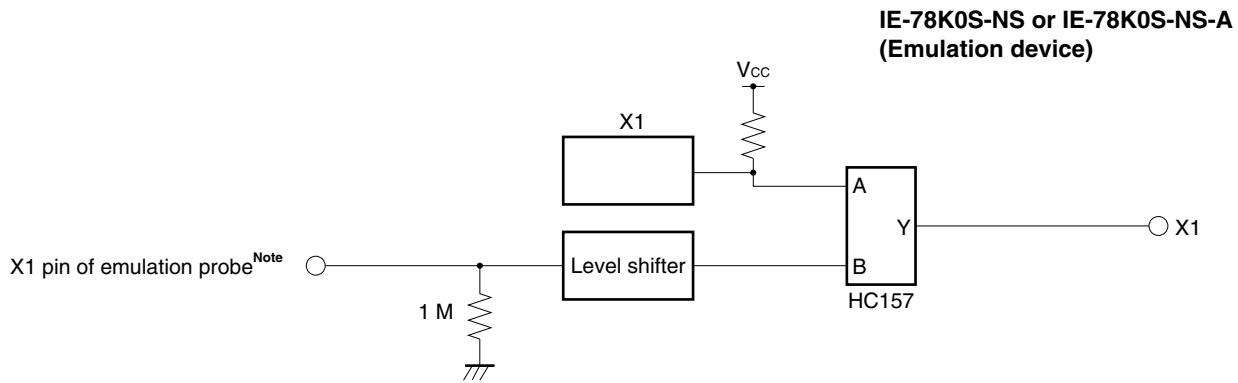 IE-78K0S-NS or IE-78K0S-NS-A
(Emulation device)
VCC
X1
A
Y
X1
X1 pin of emulation probeNote
Level shifter
B
HC157
1 M